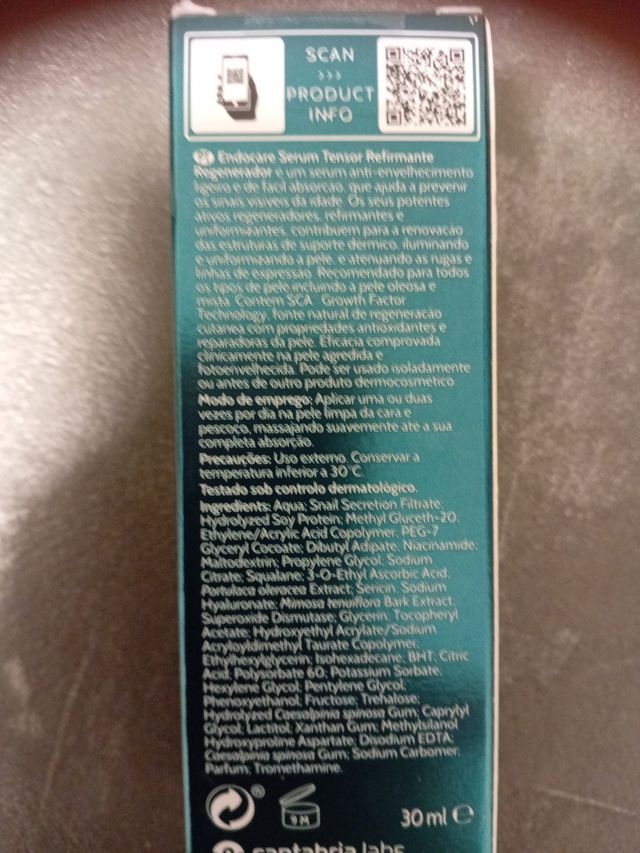 SCAN
>>>
PRODUCT
INFO
PT Endocare Serum Tensor Refirmante
Regenerador é um serum anti-envelhecimento
ligeiro e de fácil absorção, que ajuda a prevenir
os sinais visíveis da idade. Os seus potentes
ativos regeneradores, refirmantes e
uniformizantes, contribuem para a renovação
das estruturas de suporte dérmico, iluminando
e uniformizando a pele, e atenuando as rugas e
linhas de expressão. Recomendado para todos
os tipos de pele incluindo a pele oleosa e
mista. Contém SCA Growth Factor
Technology, fonte natural de regeneração
cutânea com propriedades antioxidantes e
reparadoras da pele. Eficácia comprovada
clinicamente na pele agredida e
fotoenvelhecida. Pode ser usado isoladamente
ou antes de outro produto dermocosmético.
Modo de emprego: Aplicar uma ou duas
vezes por dia na pele limpa da cara e
pescoço, massajando suavemente até a sua
completa absorção.
Precauções: Uso externo. Conservar a
temperatura inferior a 30°C.
Testado sob controlo dermatológico.
Ingredients: Aqua; Snail Secretion Filtrate;
Hydrolyzed Soy Protein; Methyl Gluceth-20;
Ethylene/Acrylic Acid Copolymer; PEG-7
Glyceryl Cocoate; Dibutyl Adipate; Niacinamide;
Maltodextrin; Propylene Glycol; Sodium
Citrate; Squalane; 3-O-Ethyl Ascorbic Acid;
Portulaca oleracea Extract; Sericin; Sodium
Hyaluronate; Mimosa tenuiflora Bark Extract;
Superoxide Dismutase; Glycerin; Tocopheryl
Acetate; Hydroxyethyl Acrylate/Sodium
Acryloyldimethyl Taurate Copolymer;
Ethylhexylglycerin; Isohexadecane; BHT; Citric
Acid; Polysorbate 60; Potassium Sorbate;
Hexylene Glycol; Pentylene Glycol;
Phenoxyethanol; Fructose; Trehalose;
Hydrolyzed Caesalpinia spinosa Gum; Caprylyl
Glycol; Lactitol; Xanthan Gum; Methylsilanol
Hydroxyproline Aspartate; Disodium EDTA;
Caesalpinia spinosa Gum; Sodium Carbomer;
Parfum; Tromethamine.
®
9 M
30 ml e
cantabria labs